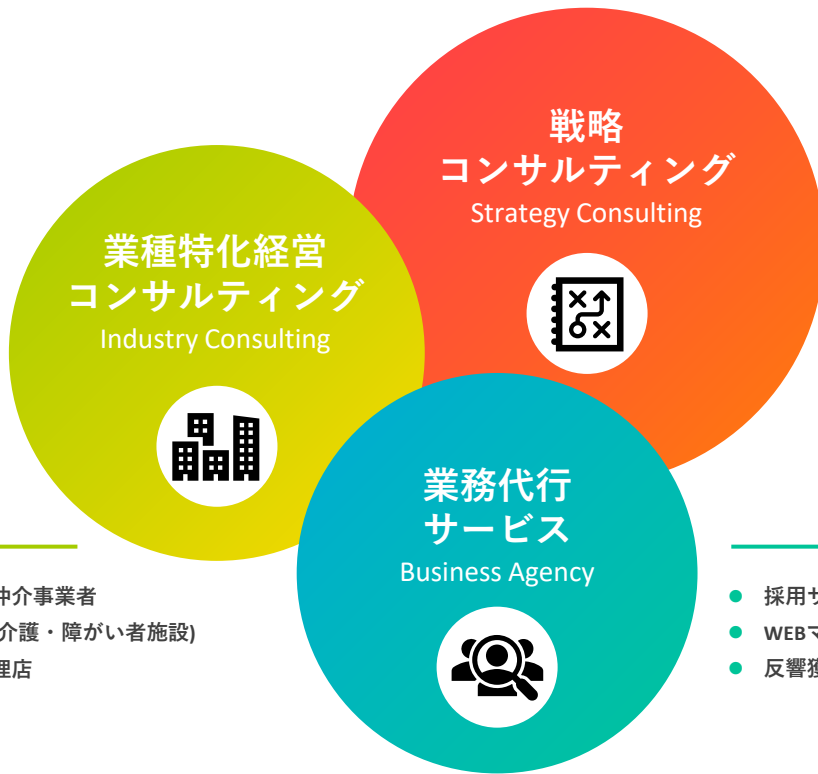 戦略
コンサルティング
Strategy Consulting
業種特化経営
コンサルティング
Industry Consulting
業務代行
サービス
Business Agency
仲介事業者
介護・障がい者施設)
理店
● 採用サ
● WEBマ
● 反響獲